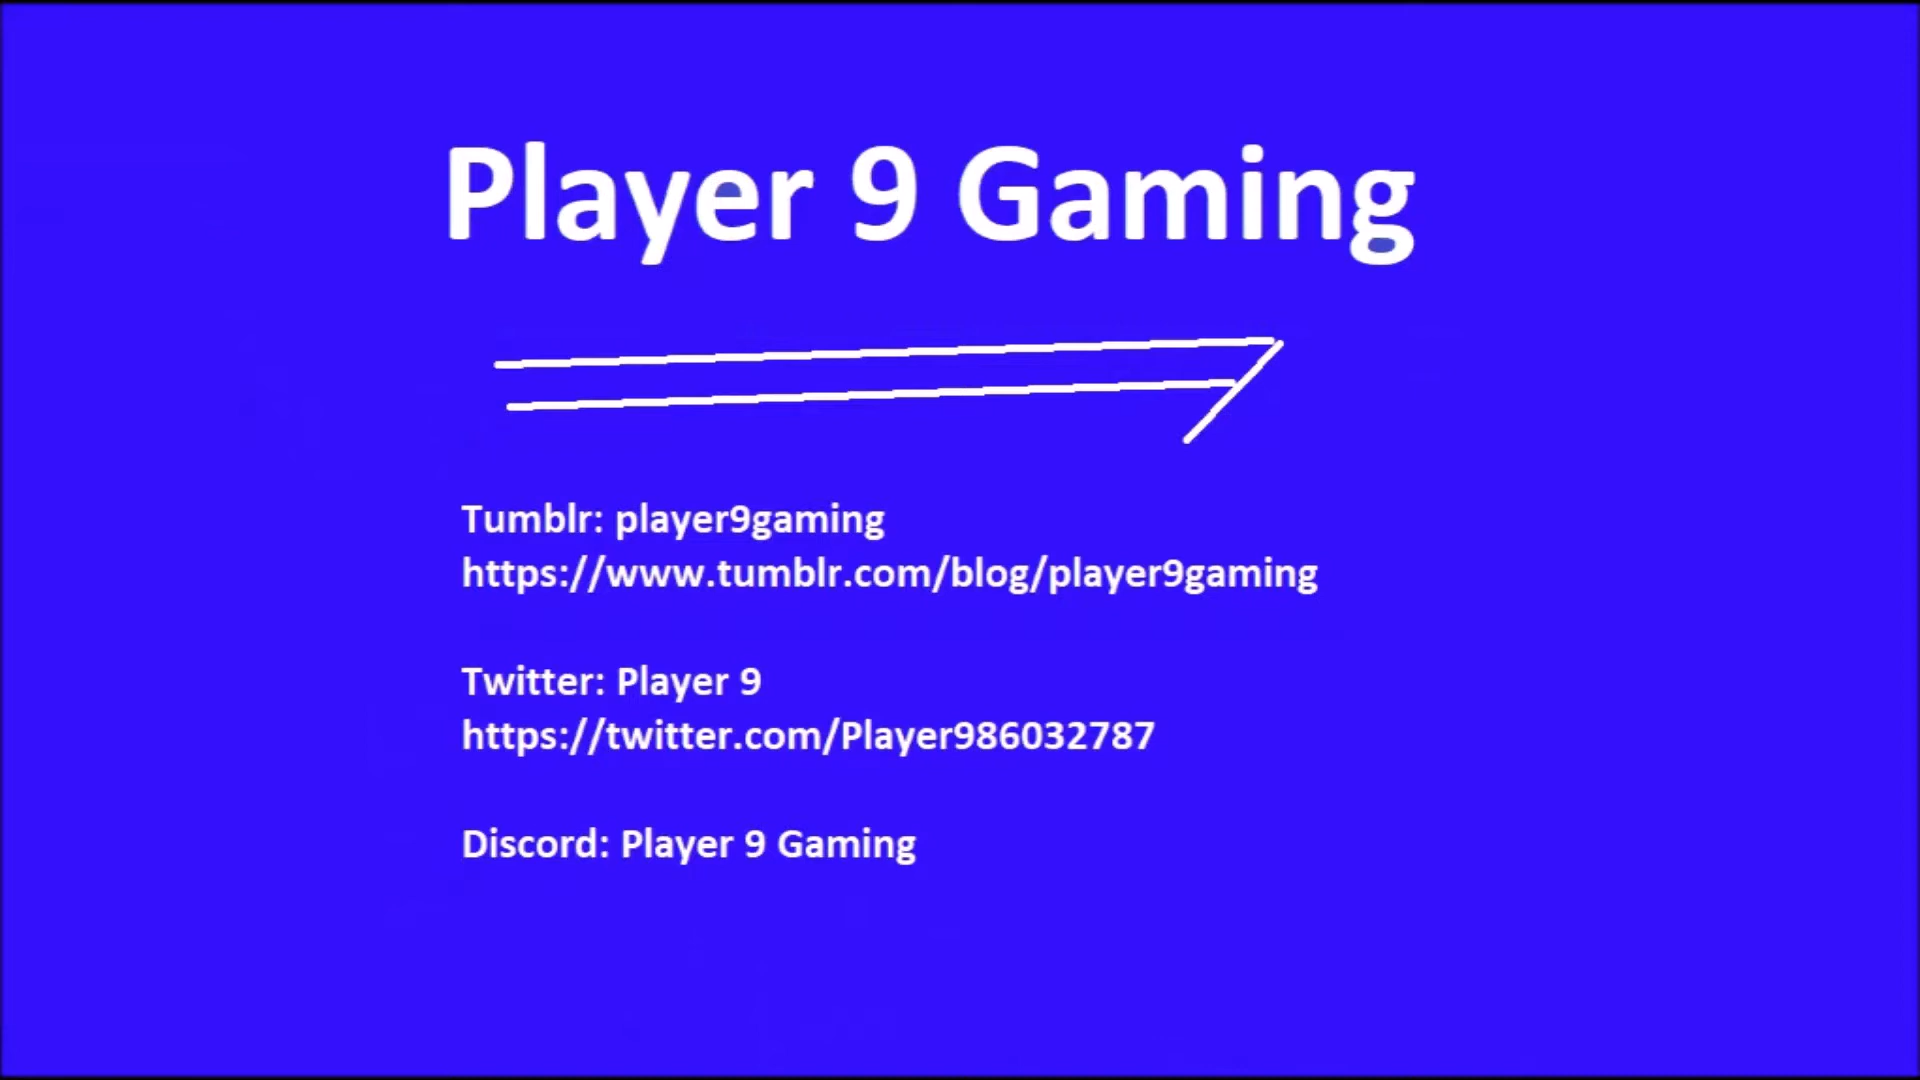 Player 9 Gaming
Tumblr: player9gaming
https://www.tumblr.com/blog/player9gaming
Twitter: Player 9
https://twitter.com/Player986032787
Discord: Player 9 Gaming